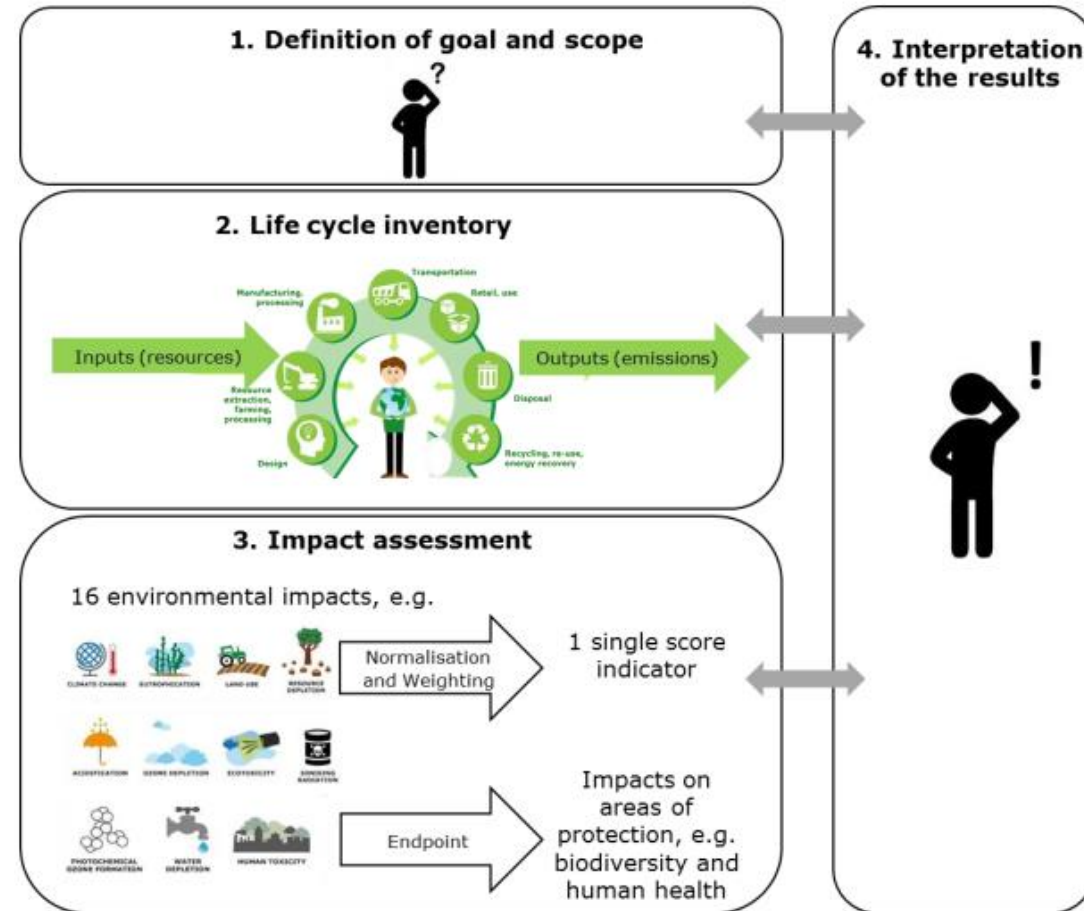 1. Definition of goal and scope
?
4. Interpretation
of the results
2. Life cycle inventory
Transportation
Manufacturing,
processing
Retail, use
Inputs (resources)
Outputs (emissions)
Resource
extraction,
farming,
processing
Disposal
Design
Recycling, re-use,
energy recovery
!
3. Impact assessment
16 environmental impacts, e.g.
CLIMATE CHANGE
EUTROPHICATION
LAND USE
RESOURCE
DEPLETION
Normalisation
and Weighting
1 single score
indicator
ACIDIFICATION
OZONE DEPLETION
ECOTOXICITY
IONISING
RADIATION
PHOTOCHEMICAL
OZONE FORMATION
WATER
DEPLETION
HUMAN TOXICITY
Endpoint
Impacts on
areas of
protection, e.g.
biodiversity and
human health